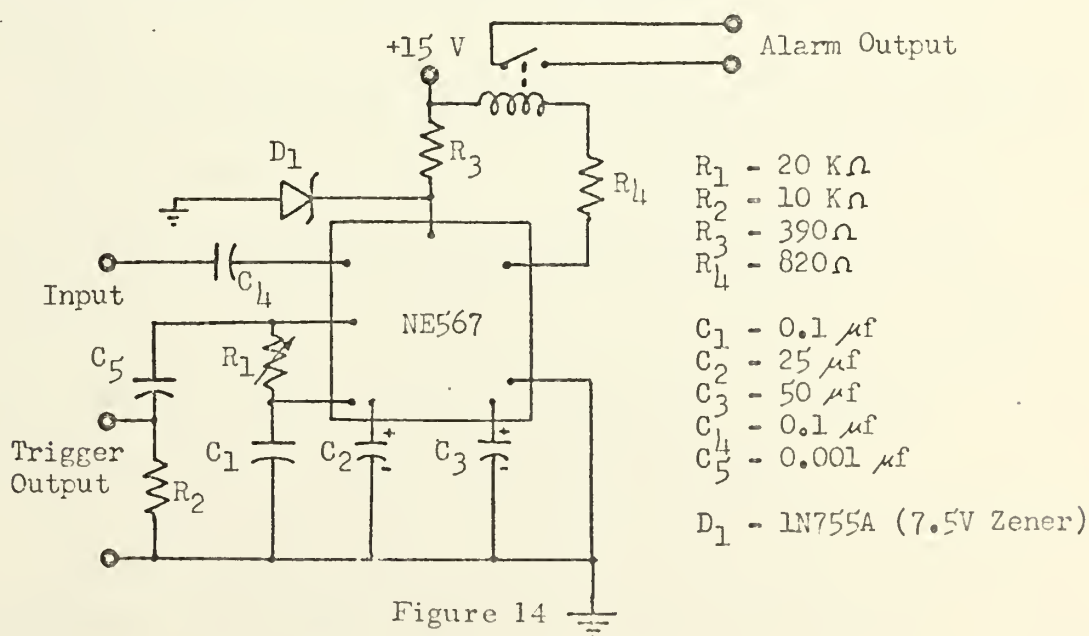 +15 V
Alarm Output
D1
R3
R4
Input
C4
NE567
C5
R1
Trigger
Output
R2
C1
C2
+
-
C3
+
-
R1 - 20 KΩ
R2 - 10 KΩ
R3 - 390Ω
R4 - 820Ω
C1 - 0.1 μf
C2 - 25 μf
C3 - 50 μf
C4 - 0.1 μf
C5 - 0.001 μf
D1 - 1N755A (7.5V Zener)
Figure 14